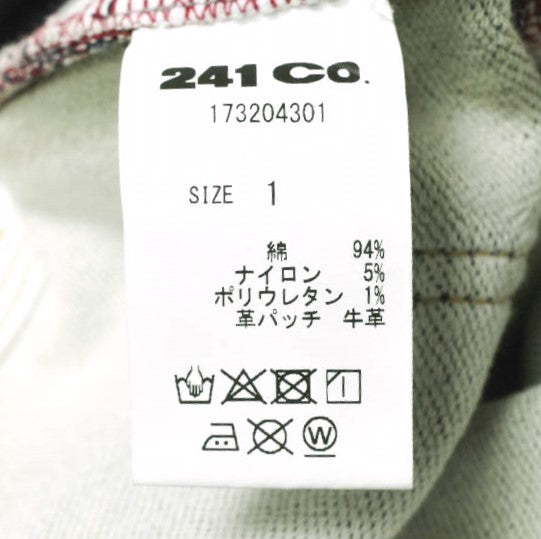 241 CO.
173204301
SIZE 1
綿 94%
ナイロン 5%
ポリウレタン 1%
革パッチ 牛革
W